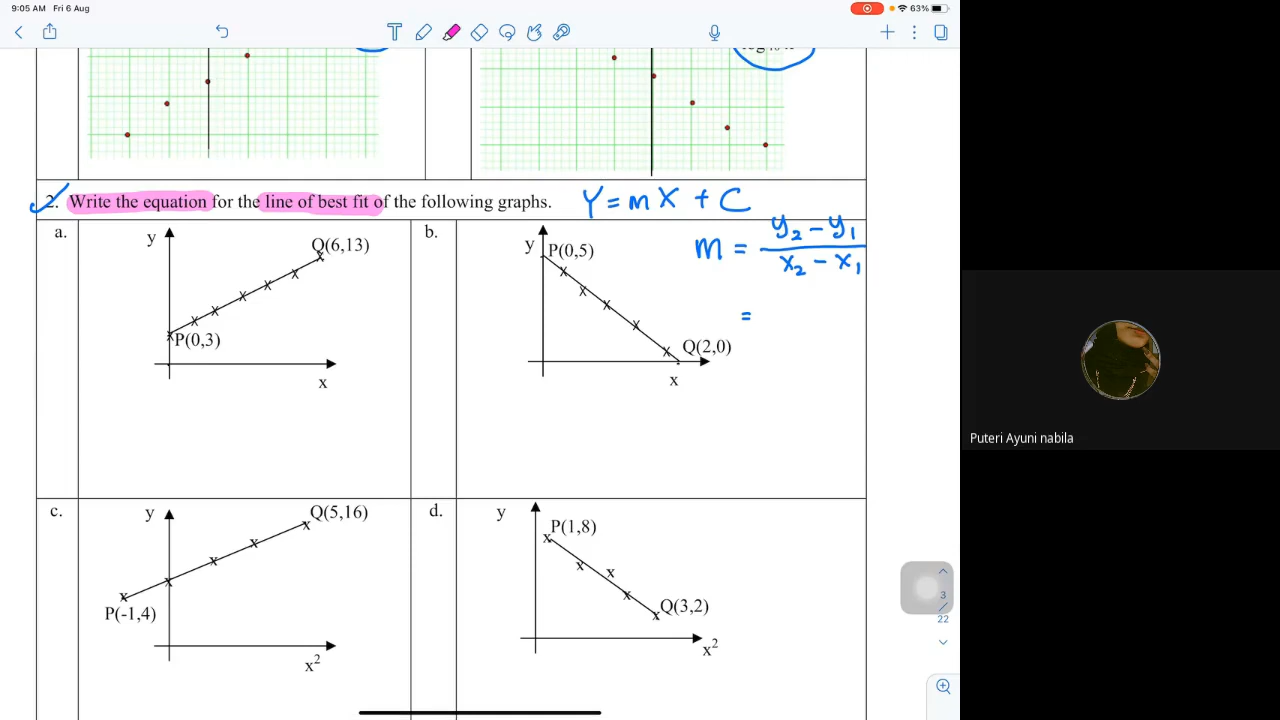 9:05 AM Fri 6 Aug
63%
2. Write the equation for the line of best fit of the following graphs.
Y = m X + C
a.
y
Q(6,13)
P(0,3)
x
b.
y
P(0,5)
Q(2,0)
x
m = y₂ - y₁ / x₂ - x₁
=
c.
y
Q(5,16)
P(-1,4)
x²
d.
y
P(1,8)
Q(3,2)
x²
3
/
22
Puteri Ayuni nabila